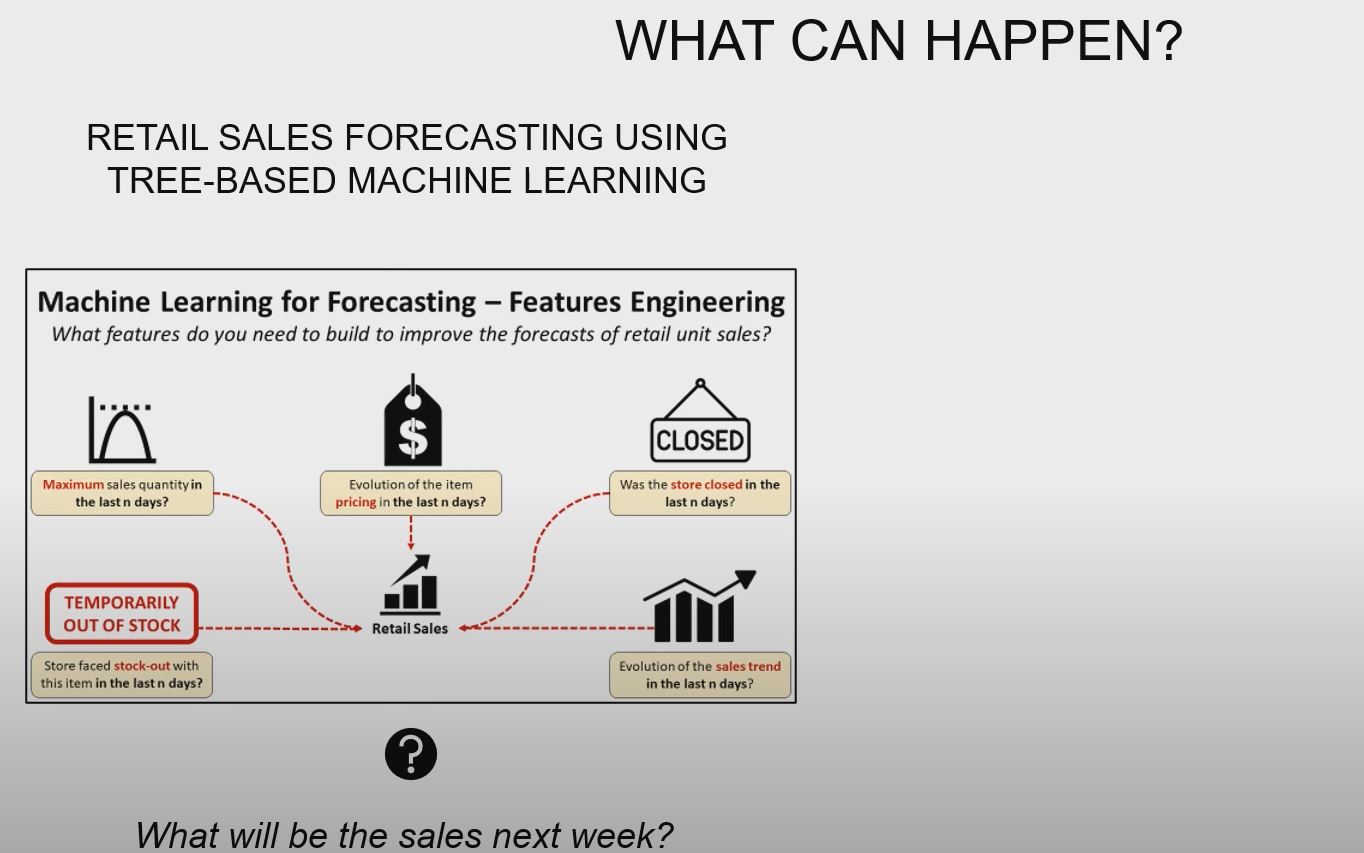 WHAT CAN HAPPEN?
RETAIL SALES FORECASTING USING
TREE-BASED MACHINE LEARNING
Machine Learning for Forecasting – Features Engineering
What features do you need to build to improve the forecasts of retail unit sales?
$
CLOSED
Maximum sales quantity in
the last n days?
Evolution of the item
pricing in the last n days?
Was the store closed in the
last n days?
TEMPORARILY
OUT OF STOCK
Retail Sales
Store faced stock-out with
this item in the last n days?
Evolution of the sales trend
in the last n days?
?
What will be the sales next week?